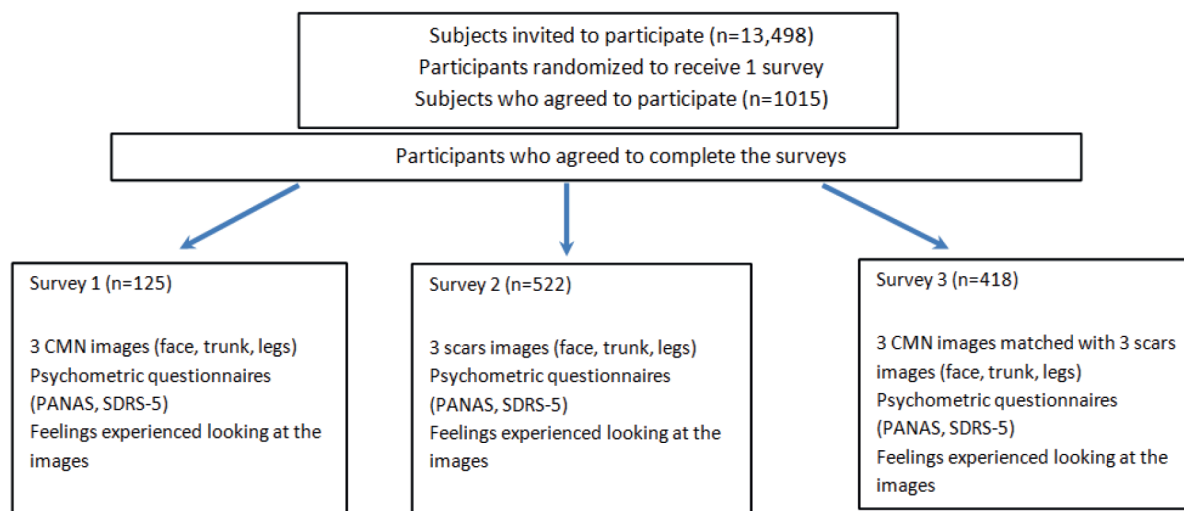 Subjects invited to participate (n=13,498)
Participants randomized to receive 1 survey
Subjects who agreed to participate (n=1015)
Participants who agreed to complete the surveys
Survey 1 (n=125)
3 CMN images (face, trunk, legs)
Psychometric questionnaires
(PANAS, SDRS-5)
Feelings experienced looking at the
images
Survey 2 (n=522)
3 scars images (face, trunk, legs)
Psychometric questionnaires
(PANAS, SDRS-5)
Feelings experienced looking at the
images
Survey 3 (n=418)
3 CMN images matched with 3 scars
images (face, trunk, legs)
Psychometric questionnaires
(PANAS, SDRS-5)
Feelings experienced looking at the
images